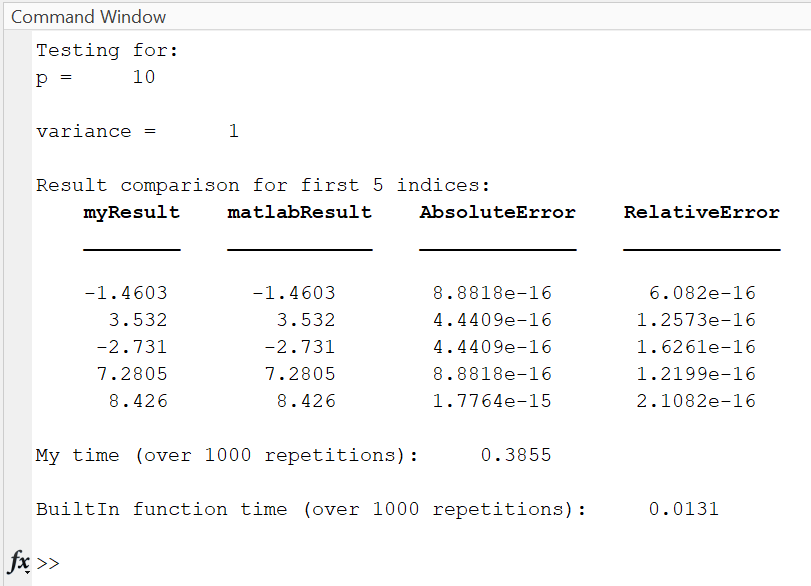 Command Window
Testing for:
p =     10
variance =      1
Result comparison for first 5 indices:
myResult    matlabResult    AbsoluteError    RelativeError
-1.4603    -1.4603    8.8818e-16    6.082e-16
3.532    3.532    4.4409e-16    1.2573e-16
-2.731    -2.731    4.4409e-16    1.6261e-16
7.2805    7.2805    8.8818e-16    1.2199e-16
8.426    8.426    1.7764e-15    2.1082e-16
My time (over 1000 repetitions):     0.3855
BuiltIn function time (over 1000 repetitions):     0.0131
fx >>